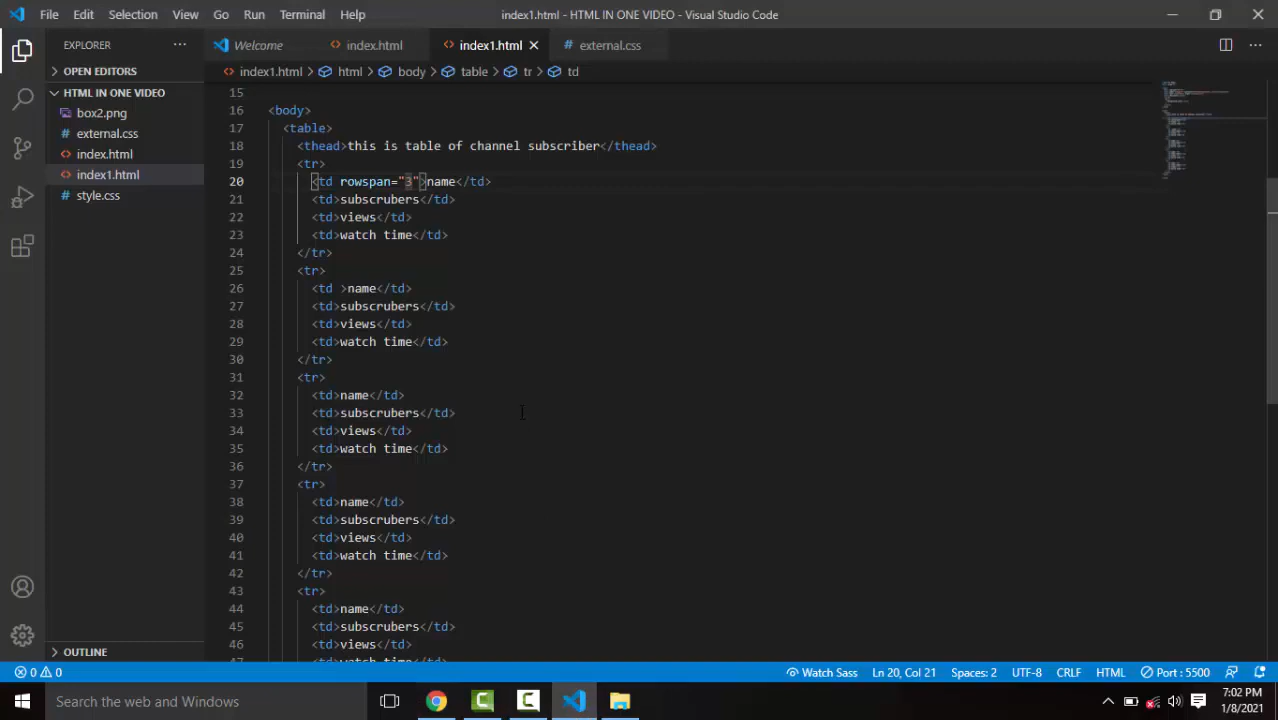 File Edit Selection View Go Run Terminal Help
index1.html - HTML IN ONE VIDEO - Visual Studio Code
EXPLORER
Welcome index.html index1.html external.css
OPEN EDITORS
index1.html > html > body > table > tr > td
HTML IN ONE VIDEO
box2.png
external.css
index.html
index1.html
style.css
OUTLINE
15
16 <body>
17 <table>
18 <thead>this is table of channel subscriber</thead>
19 <tr>
20 <td rowspan="3">name</td>
21 <td>subscrubers</td>
22 <td>views</td>
23 <td>watch time</td>
24 </tr>
25 <tr>
26 <td >name</td>
27 <td>subscrubers</td>
28 <td>views</td>
29 <td>watch time</td>
30 </tr>
31 <tr>
32 <td>name</td>
33 <td>subscrubers</td>
34 <td>views</td>
35 <td>watch time</td>
36 </tr>
37 <tr>
38 <td>name</td>
39 <td>subscrubers</td>
40 <td>views</td>
41 <td>watch time</td>
42 </tr>
43 <tr>
44 <td>name</td>
45 <td>subscrubers</td>
46 <td>views</td>
47 <td>watch time</td>
0 0 Watch Sass Ln 20, Col 21 Spaces: 2 UTF-8 CRLF HTML Port : 5500
Search the web and Windows
7:02 PM
1/8/2021